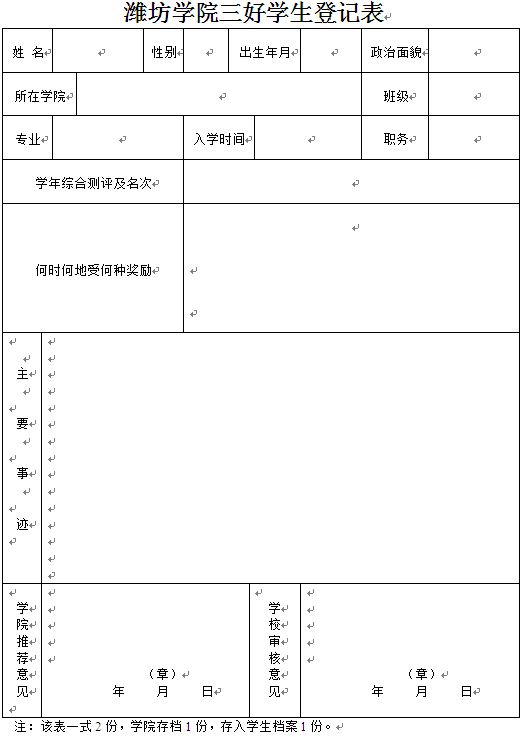 潍坊学院三好学生登记表
姓 名 性别 出生年月 政治面貌
所在学院 班级
专业 入学时间 职务
学年综合测评及名次
何时何地受何种奖励
主要事迹
学院推荐意见
（章）
年 月 日
学校审核意见
（章）
年 月 日
注：该表一式2份，学院存档1份，存入学生档案1份。